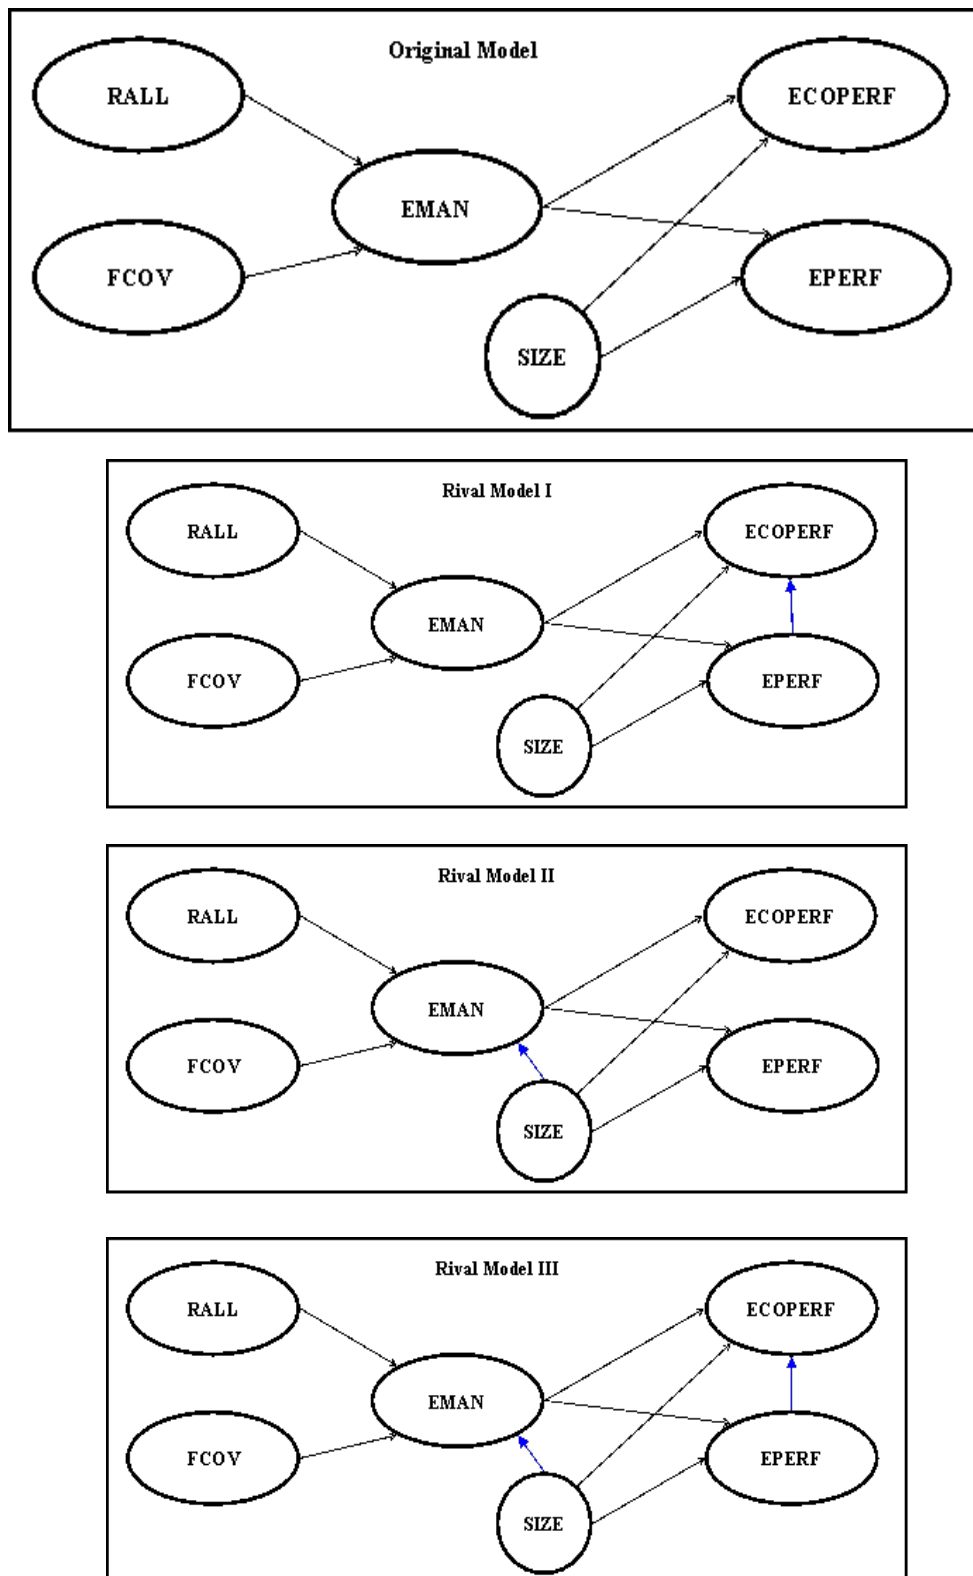 Original Model
RALL
ECOPERF
EMAN
FCOV
EPERF
SIZE
Rival Model I
RALL
ECOPERF
EMAN
FCOV
EPERF
SIZE
Rival Model II
RALL
ECOPERF
EMAN
FCOV
EPERF
SIZE
Rival Model III
RALL
ECOPERF
EMAN
FCOV
EPERF
SIZE